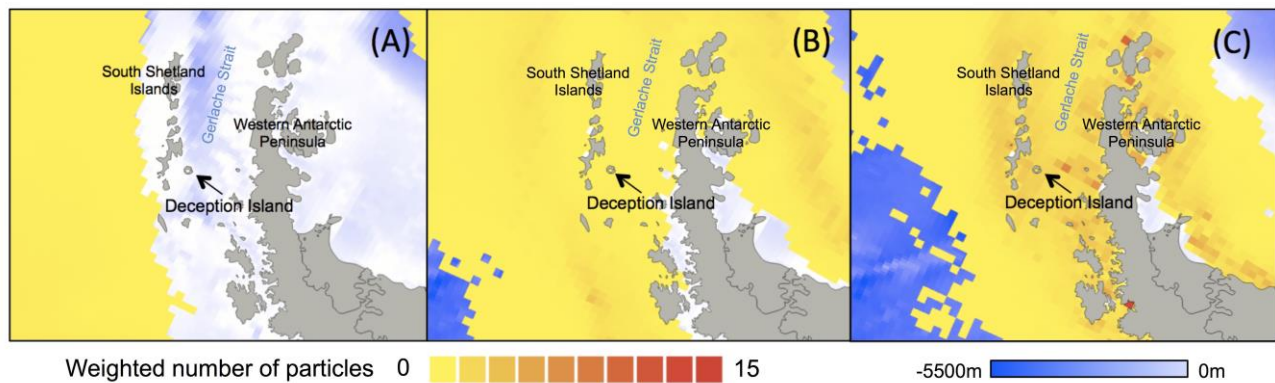 (A)
South Shetland
Islands
Gerlache Strait
Western Antarctic
Peninsula
Deception Island
(B)
South Shetland
Islands
Gerlache Strait
Western Antarctic
Peninsula
Deception Island
(C)
South Shetland
Islands
Gerlache Strait
Western Antarctic
Peninsula
Deception Island
Weighted number of particles 0 15
-5500m 0m